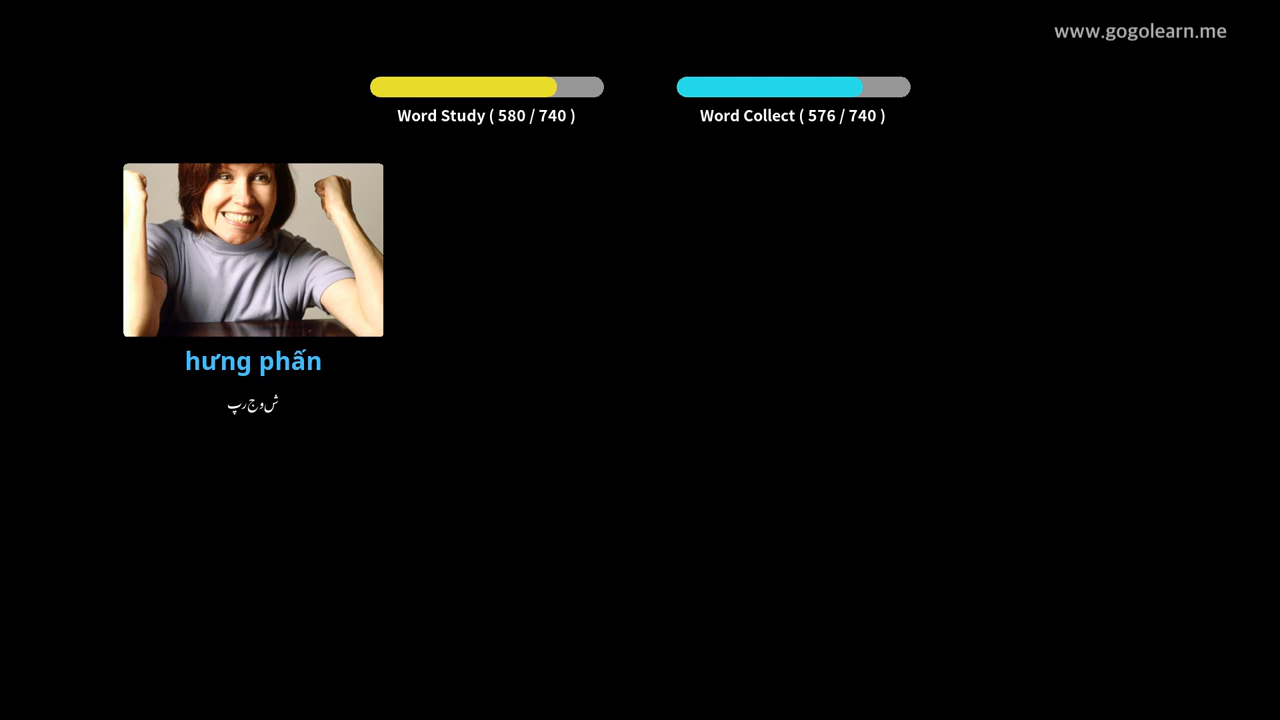 www.gogolearn.me
Word Study ( 580 / 740 )
Word Collect ( 576 / 740 )
hưng phấn
پرجوش